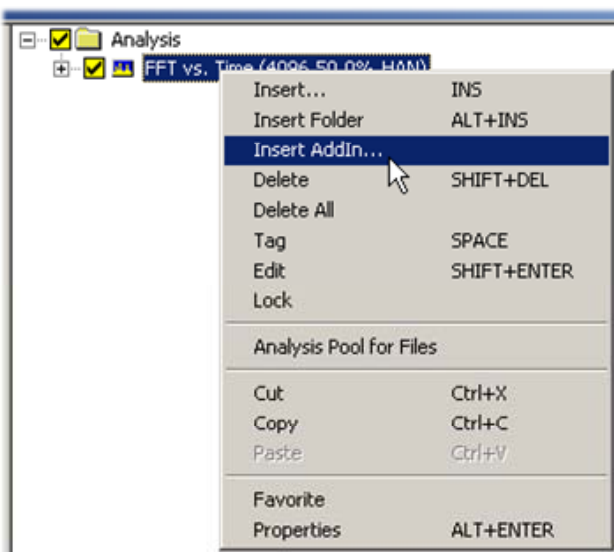 Analysis
FFT vs. Time (4096,50.0%, HAN)
Insert... INS
Insert Folder ALT+INS
Insert AddIn...
Delete SHIFT+DEL
Delete All
Tag SPACE
Edit SHIFT+ENTER
Lock
Analysis Pool for Files
Cut Ctrl+X
Copy Ctrl+C
Paste Ctrl+V
Favorite
Properties ALT+ENTER